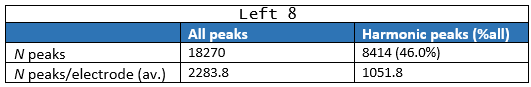 Left 8
All peaks Harmonic peaks (%all)
N peaks 18270 8414 (46.0%)
N peaks/electrode (av.) 2283.8 1051.8